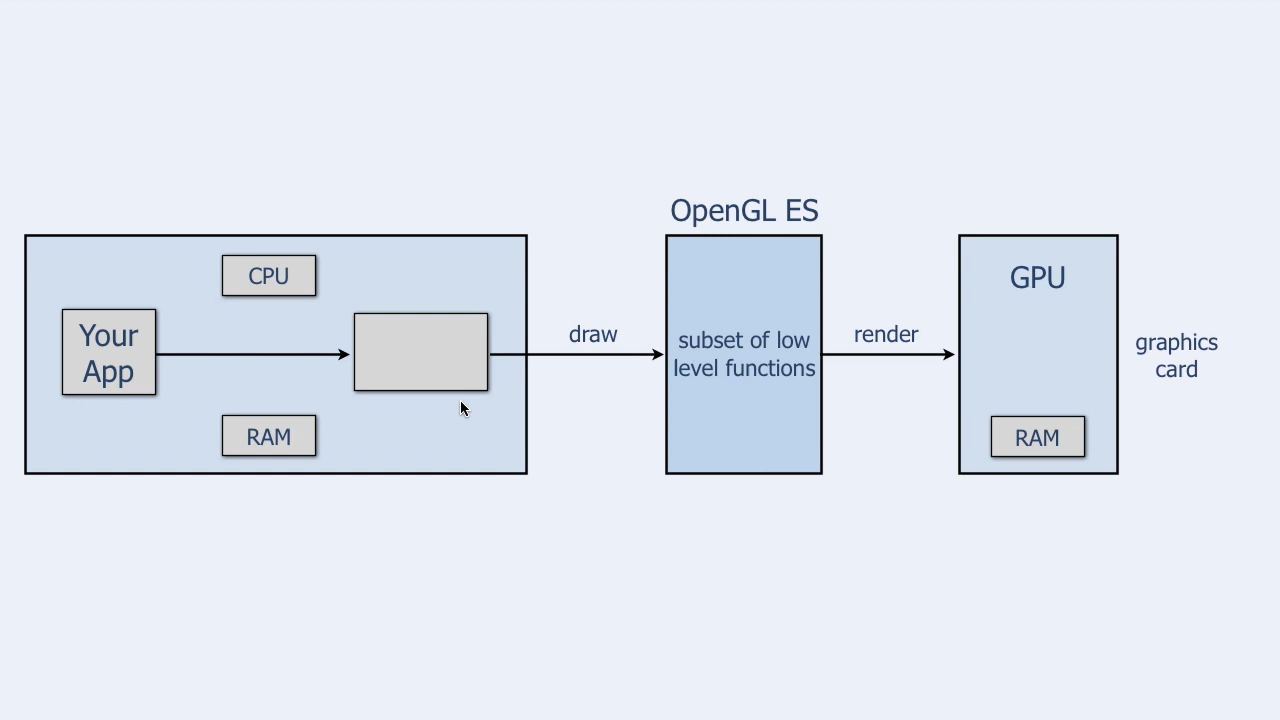 OpenGL ES
CPU
Your
App
RAM
draw
subset of low
level functions
render
GPU
RAM
graphics
card